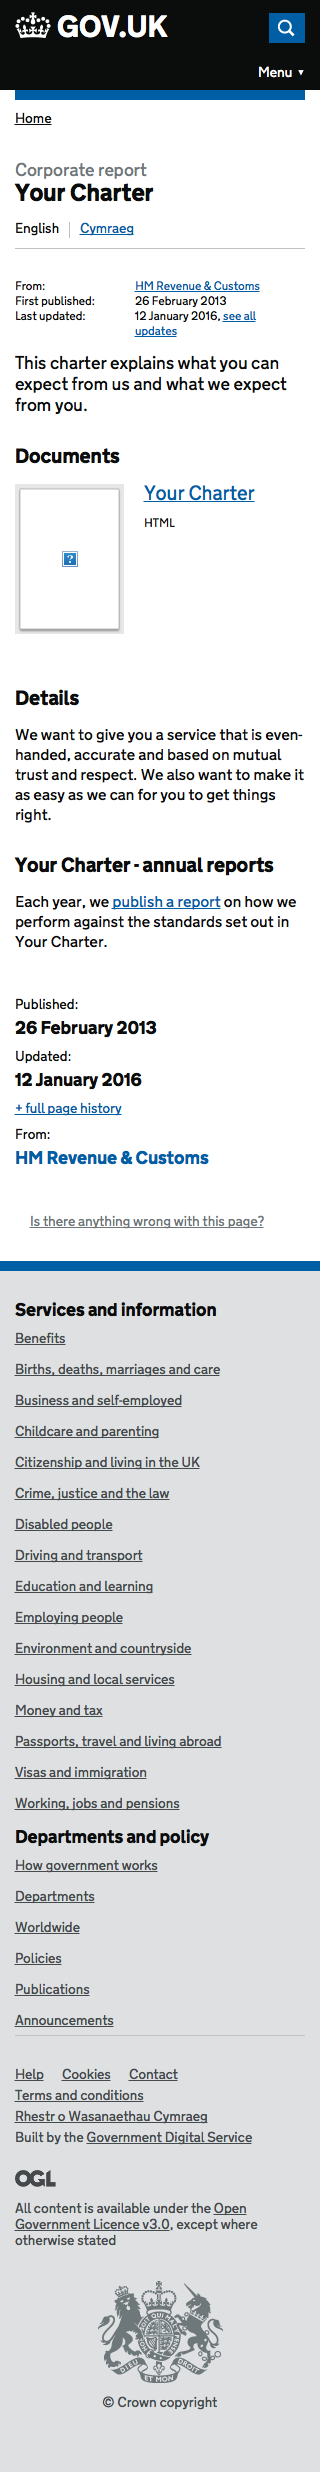 GOV.UK
Menu ▼
Home
Corporate report
Your Charter
English Cymraeg
From: HM Revenue & Customs
First published: 26 February 2013
Last updated: 12 January 2016, see all
updates
This charter explains what you can
expect from us and what we expect
from you.
Documents
Your Charter
HTML
?
Details
We want to give you a service that is even-
handed, accurate and based on mutual
trust and respect. We also want to make it
as easy as we can for you to get things
right.
Your Charter - annual reports
Each year, we publish a report on how we
perform against the standards set out in
Your Charter.
Published:
26 February 2013
Updated:
12 January 2016
+ full page history
From:
HM Revenue & Customs
Is there anything wrong with this page?
Services and information
Benefits
Births, deaths, marriages and care
Business and self-employed
Childcare and parenting
Citizenship and living in the UK
Crime, justice and the law
Disabled people
Driving and transport
Education and learning
Employing people
Environment and countryside
Housing and local services
Money and tax
Passports, travel and living abroad
Visas and immigration
Working, jobs and pensions
Departments and policy
How government works
Departments
Worldwide
Policies
Publications
Announcements
Help Cookies Contact
Terms and conditions
Rhestr o Wasanaethau Cymraeg
Built by the Government Digital Service
OGL
All content is available under the Open
Government Licence v3.0, except where
otherwise stated
DIEU ET MON DROIT
© Crown copyright